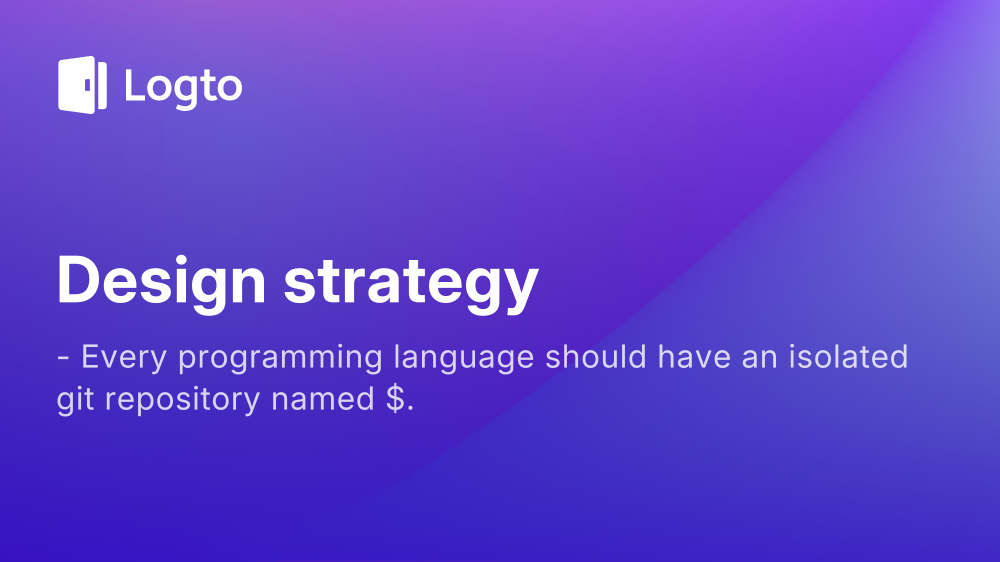 Logto
Design strategy
- Every programming language should have an isolated
git repository named $.